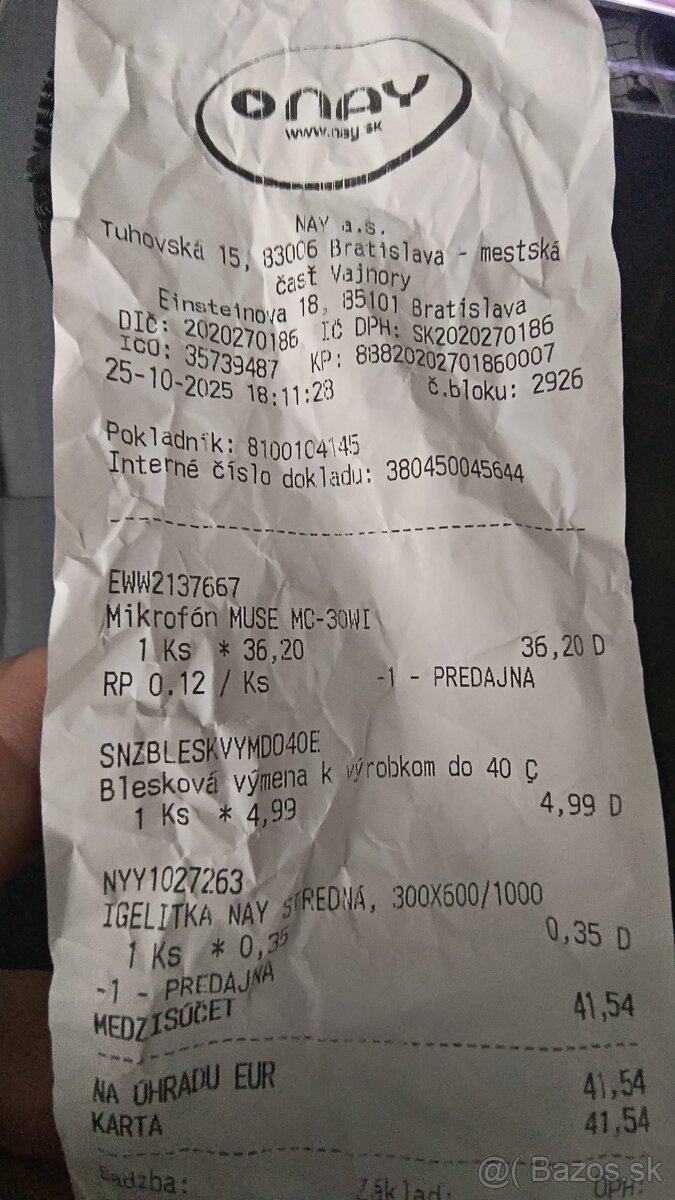 NAY
www.nay.sk
NAY a.s.
Tuhovská 15, 83006 Bratislava - mestská
časť Vajnory
Einsteinova 18, 85101 Bratislava
DIČ: 2020270186 IČ DPH: SK2020270186
IČO: 35739487 KP: 88820202701860007
25-10-2025 18:11:28 č.bloku: 2926
Pokladník: 8100104145
Interné číslo dokladu: 380450045644
EWW2137667
Mikrofón MUSE MC-30WI
1 Ks * 36,20 36,20 D
RP 0.12 / Ks -1 - PREDAJNA
SNZBLESKVYMDO40E
Blesková výmena k výrobkom do 40 Ç
1 Ks * 4,99 4,99 D
NYY1027263
IGELITKA NAY STREDNÁ, 300X600/1000
1 Ks * 0,35 0,35 D
-1 - PREDAJNA
MEDZISÚČET 41,54
NA ÚHRADU EUR 41,54
KARTA 41,54
Sadzba: Základ: DPH:
@( Bazos.sk